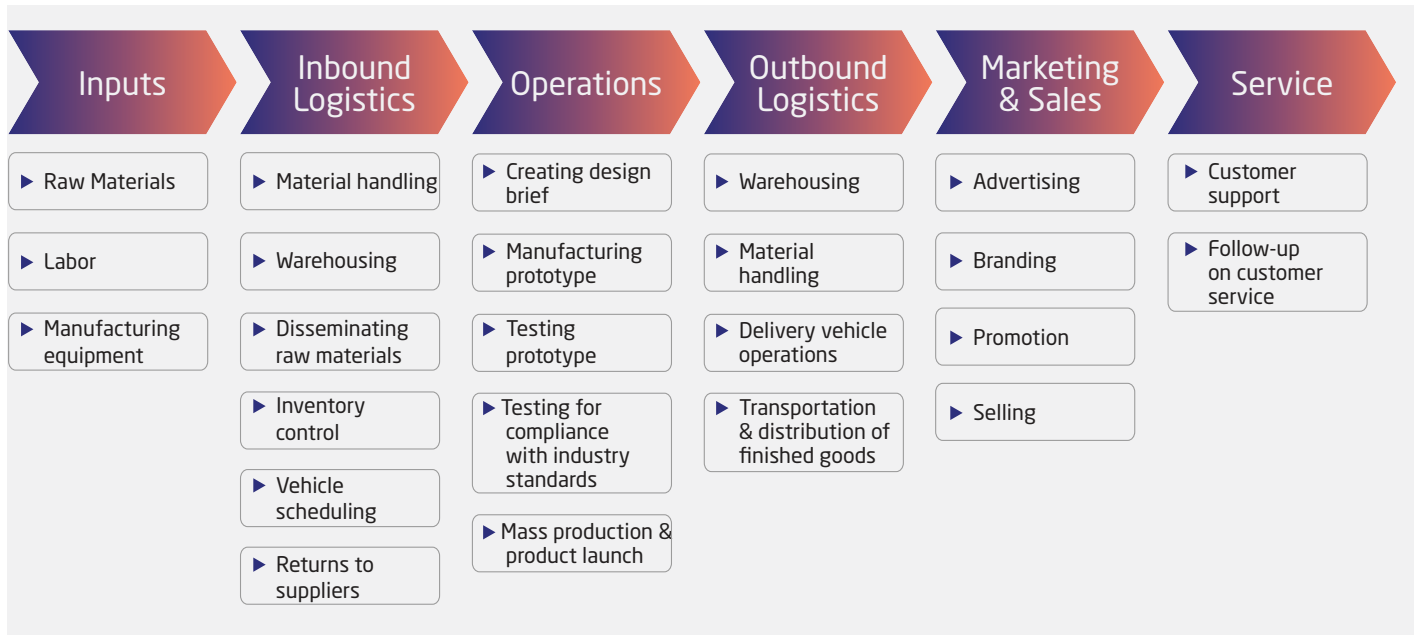 Inputs
Inbound
Logistics
Operations
Outbound
Logistics
Marketing
& Sales
Service
Raw Materials
Labor
Manufacturing
equipment
Material handling
Warehousing
Disseminating
raw materials
Inventory
control
Vehicle
scheduling
Returns to
suppliers
Creating design
brief
Manufacturing
prototype
Testing
prototype
Testing for
compliance
with industry
standards
Mass production &
product launch
Warehousing
Material
handling
Delivery vehicle
operations
Transportation
& distribution of
finished goods
Advertising
Branding
Promotion
Selling
Customer
support
Follow-up
on customer
service